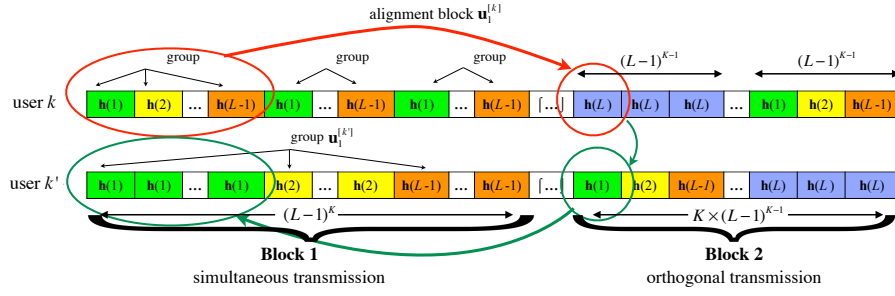 alignment block u₁^[k]
group group group (L−1)^{K−1} (L−1)^{K−1}
user k h(1) h(2) ... h(L-1) h(1) ... h(L-1) h(1) ... h(L-1) ⌈...⌋ h(L) h(L) h(L) ... h(1) h(2) h(L-1)
group u₁^[k']
user k' h(1) h(1) ... h(1) h(2) ... h(2) h(L-1) ... h(L-1) ⌈...⌋ h(1) h(2) h(L-1) ... h(L) h(L) h(L)
(L−1)^K K×(L−1)^{K−1}
Block 1 Block 2
simultaneous transmission orthogonal transmission